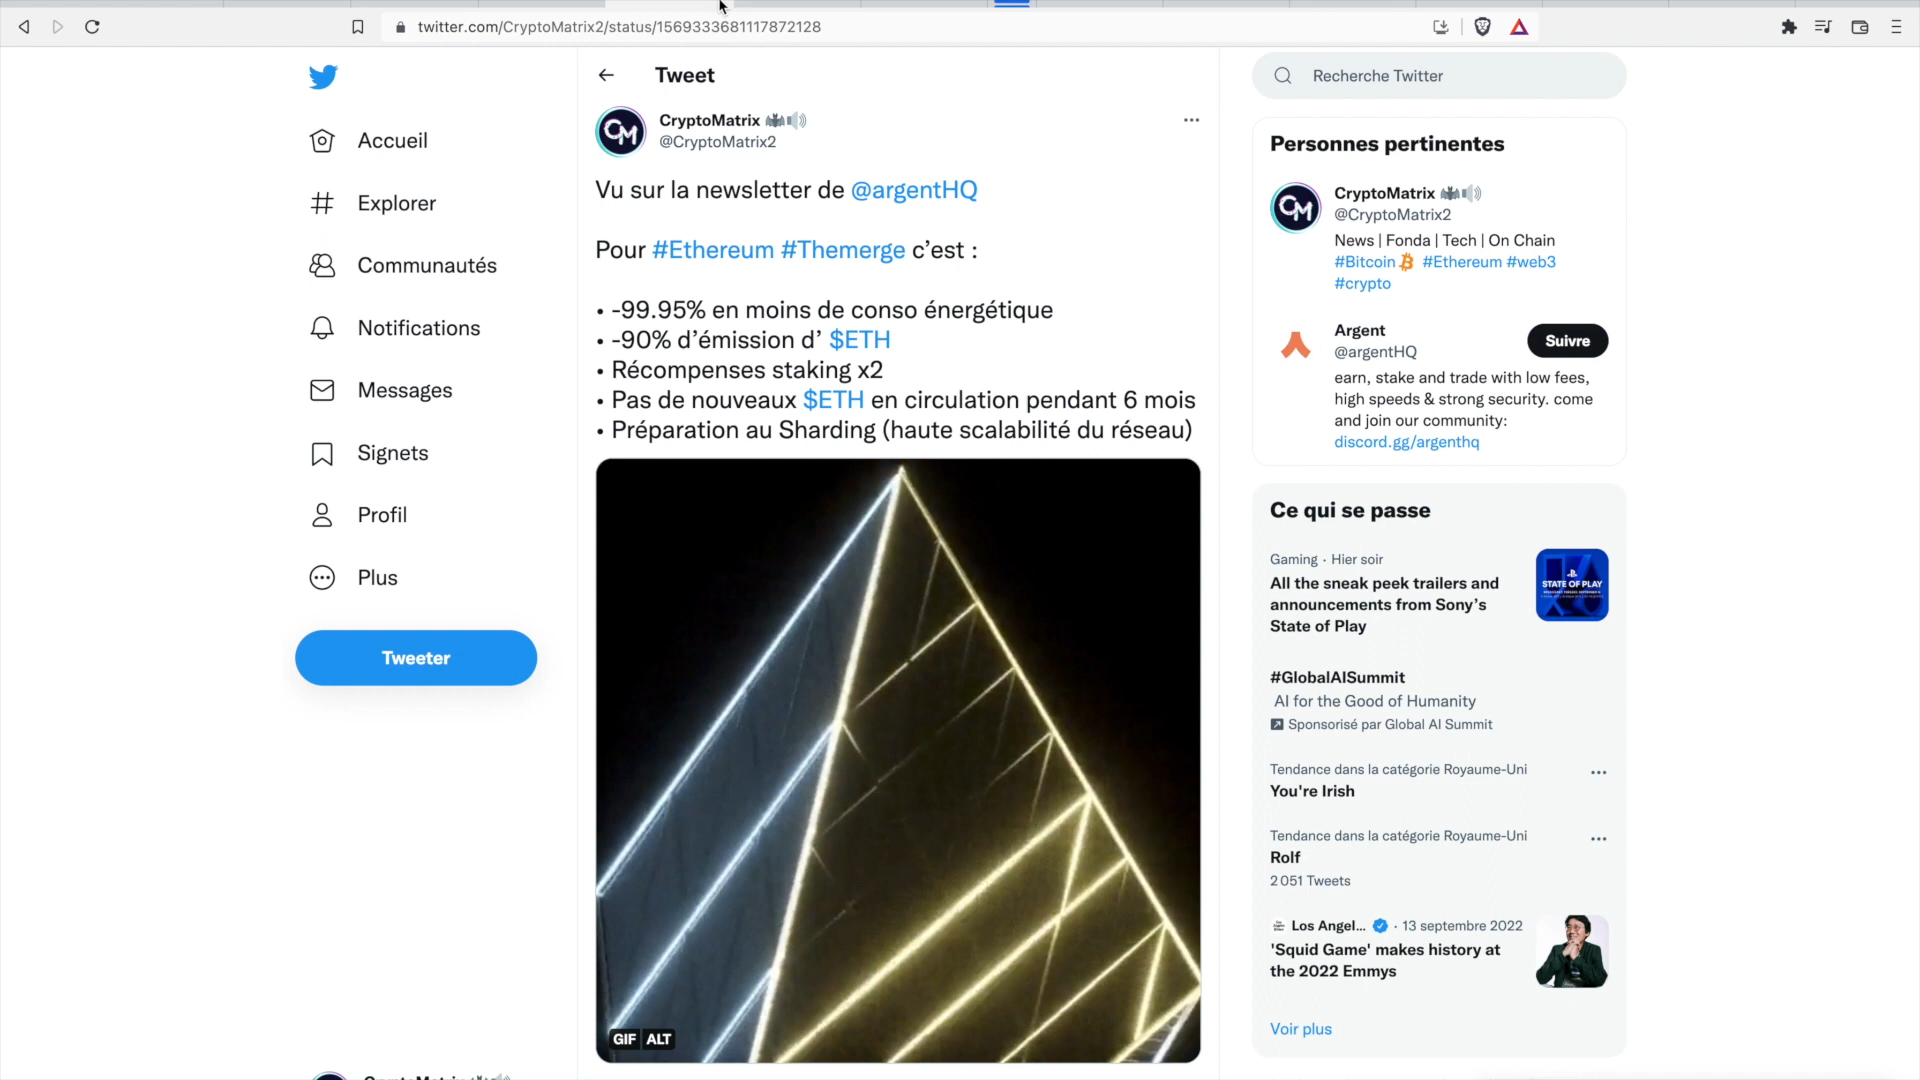 twitter.com/CryptoMatrix2/status/1569333681117872128
Accueil
Explorer
Communautés
Notifications
Messages
Signets
Profil
Plus
Tweeter
Tweet
CryptoMatrix
@CryptoMatrix2
Vu sur la newsletter de @argentHQ
Pour #Ethereum #Themerge c’est :
• -99.95% en moins de conso énergétique
• -90% d’émission d’ $ETH
• Récompenses staking x2
• Pas de nouveaux $ETH en circulation pendant 6 mois
• Préparation au Sharding (haute scalabilité du réseau)
GIF ALT
Recherche Twitter
Personnes pertinentes
CM
CryptoMatrix
@CryptoMatrix2
News | Fonda | Tech | On Chain
#Bitcoin #Ethereum #web3
#crypto
Argent
@argentHQ
Suivre
earn, stake and trade with low fees,
high speeds & strong security. come
and join our community:
discord.gg/argenthq
Ce qui se passe
Gaming · Hier soir
All the sneak peek trailers and
announcements from Sony’s
State of Play
STATE OF PLAY
#GlobalAISummit
AI for the Good of Humanity
Sponsorisé par Global AI Summit
Tendance dans la catégorie Royaume-Uni
You're Irish
Tendance dans la catégorie Royaume-Uni
Rolf
2 051 Tweets
Los Angel... · 13 septembre 2022
'Squid Game' makes history at
the 2022 Emmys
Voir plus